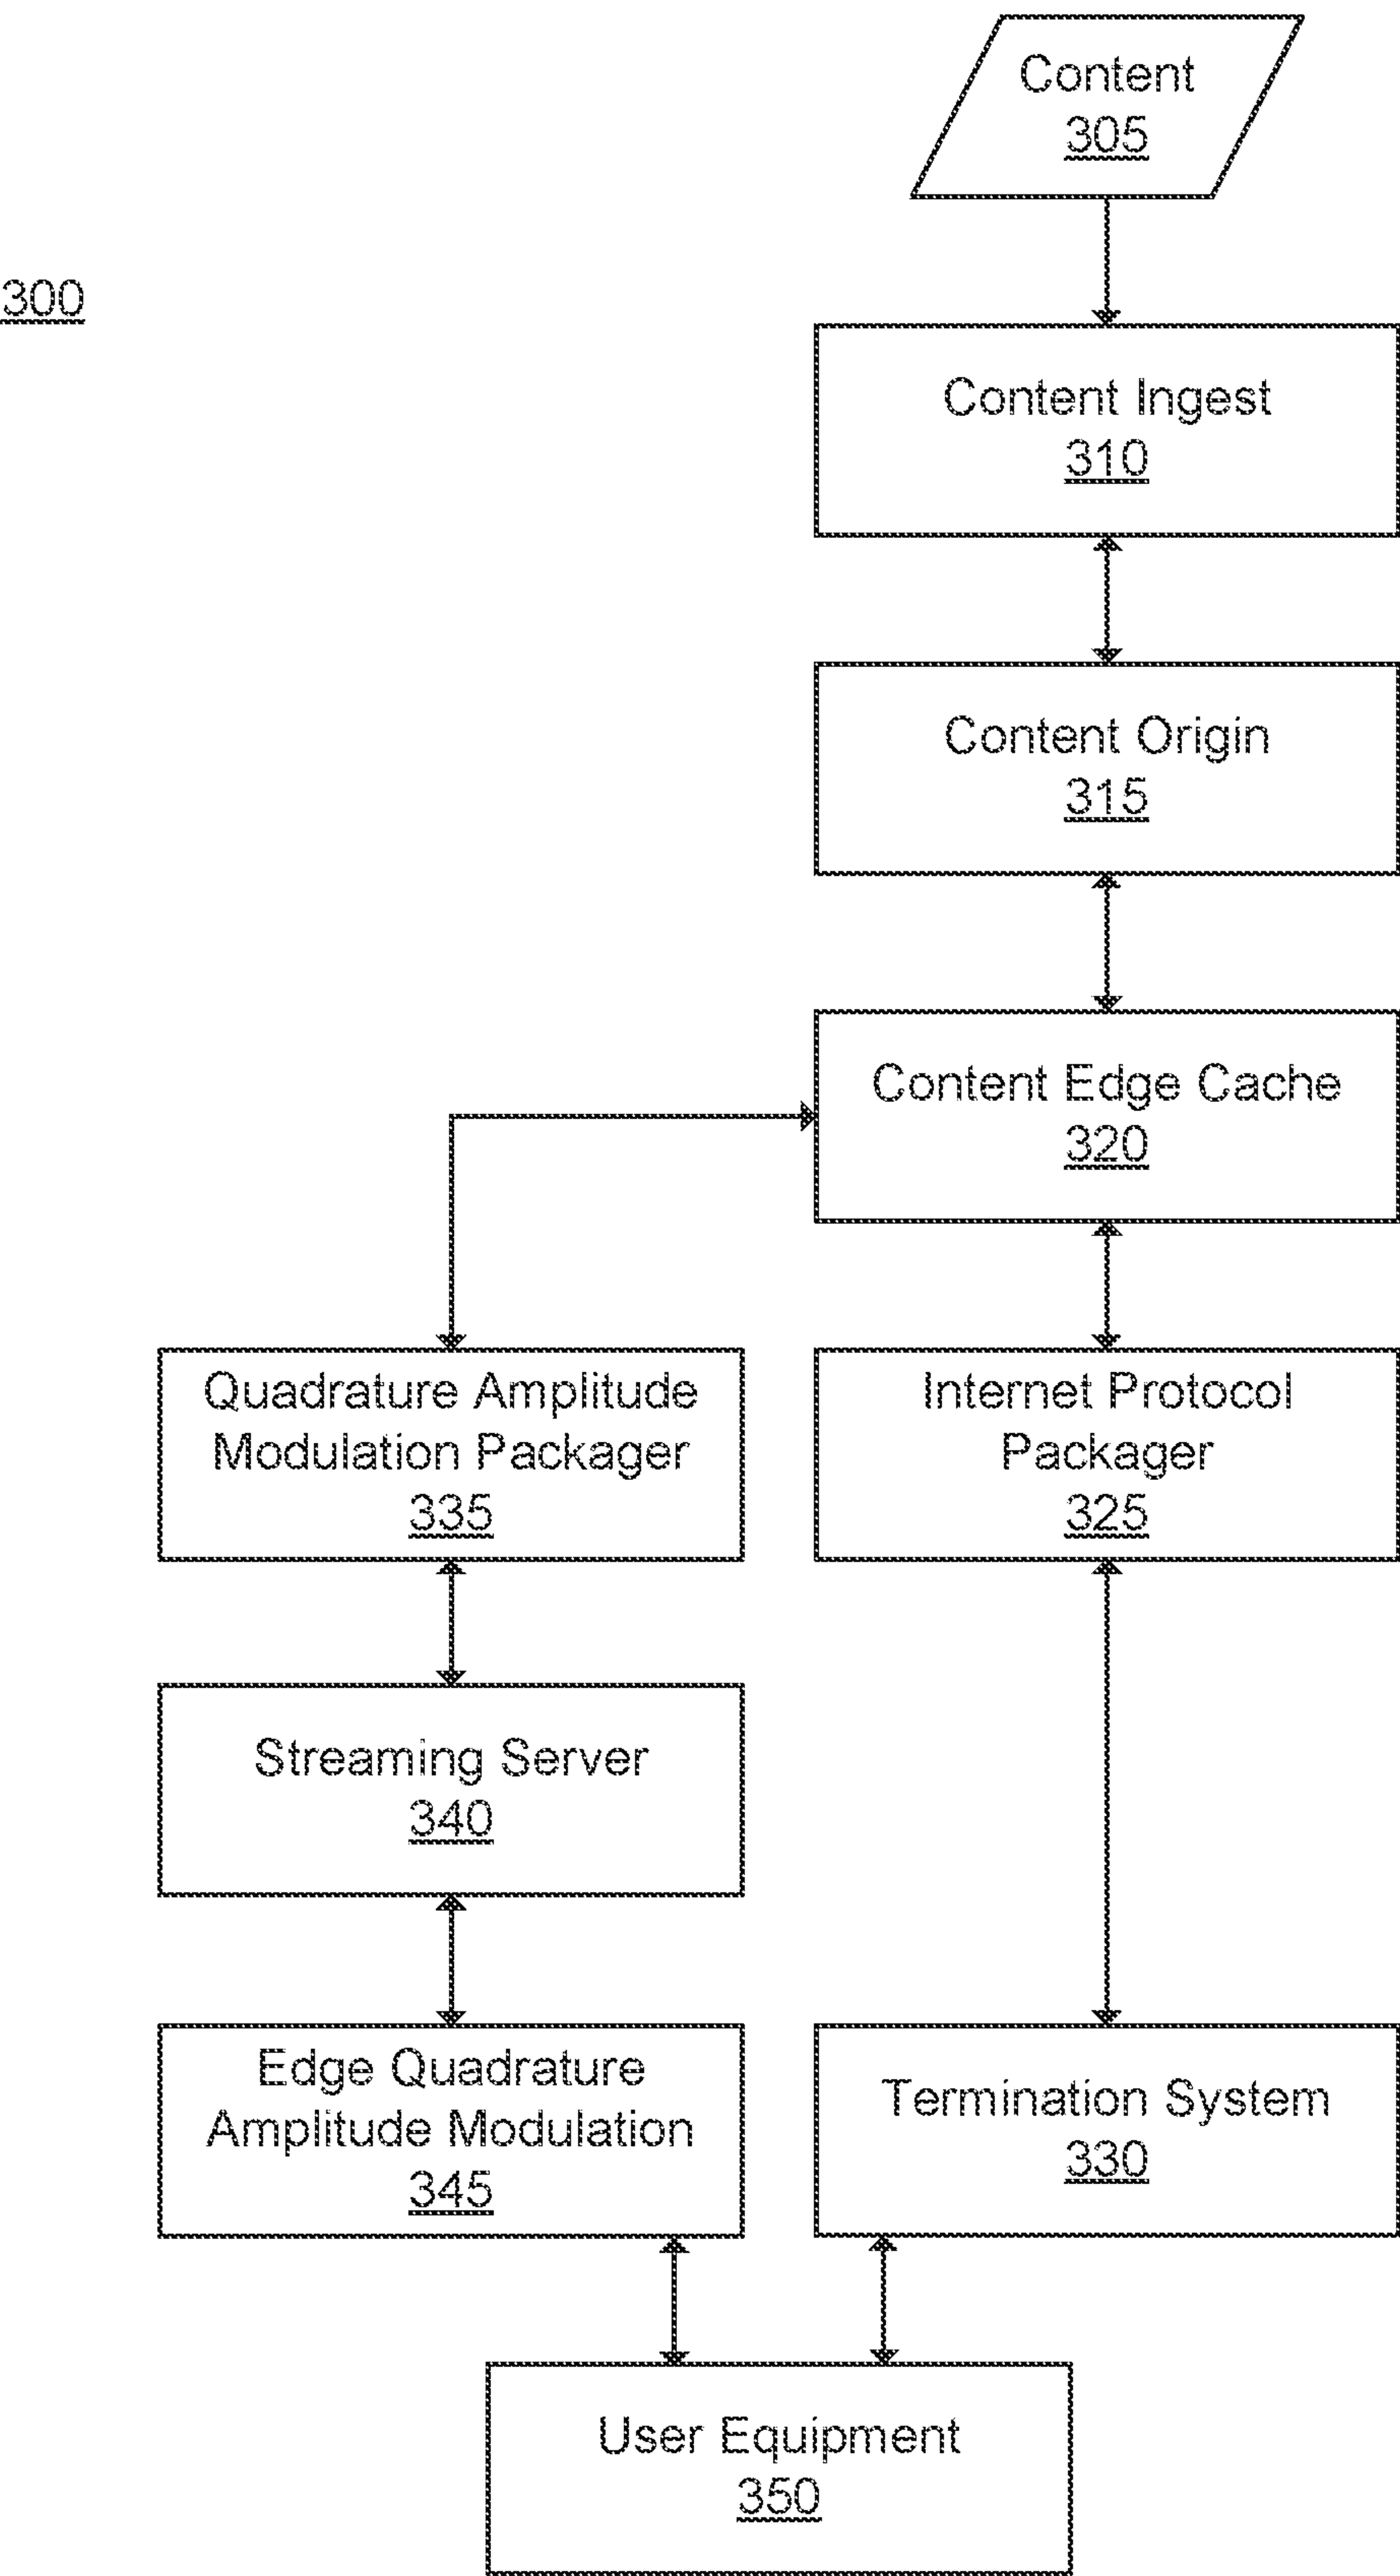 Content
305
300
Content Ingest
310
Content Origin
315
Content Edge Cache
320
Quadrature Amplitude
Modulation Packager
335
Internet Protocol
Packager
325
Streaming Server
340
Edge Quadrature
Amplitude Modulation
345
Termination System
330
User Equipment
350